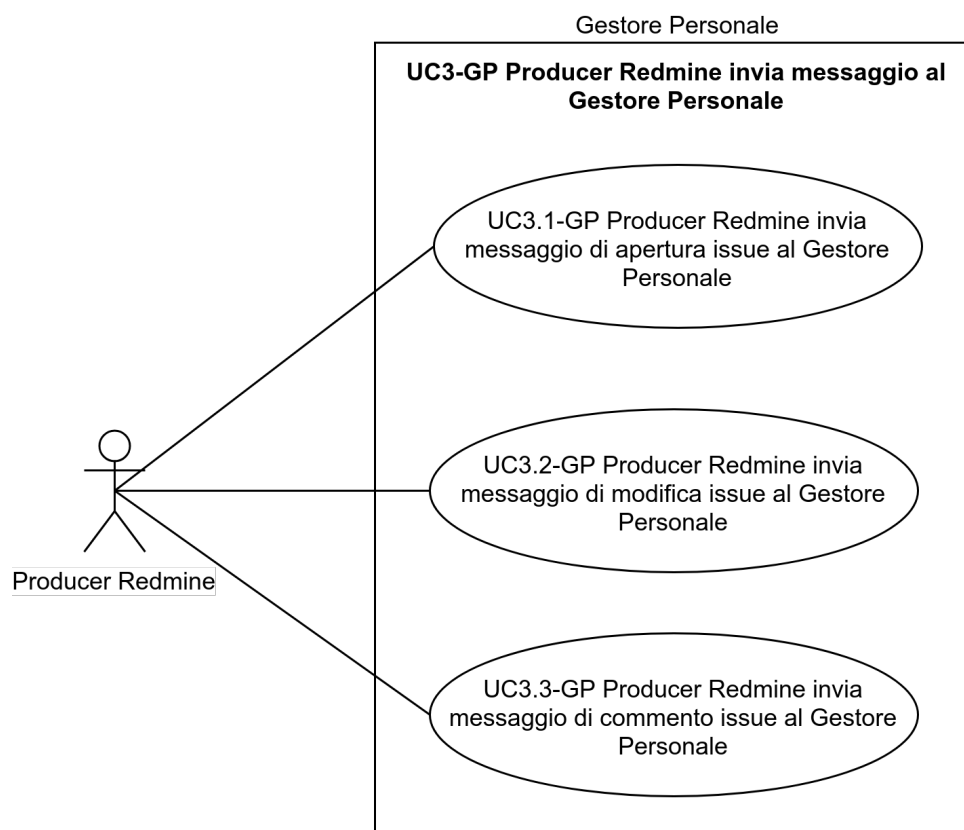 Gestore Personale
UC3-GP Producer Redmine invia messaggio al
Gestore Personale
UC3.1-GP Producer Redmine invia
messaggio di apertura issue al Gestore
Personale
UC3.2-GP Producer Redmine invia
messaggio di modifica issue al Gestore
Personale
Producer Redmine
UC3.3-GP Producer Redmine invia
messaggio di commento issue al Gestore
Personale